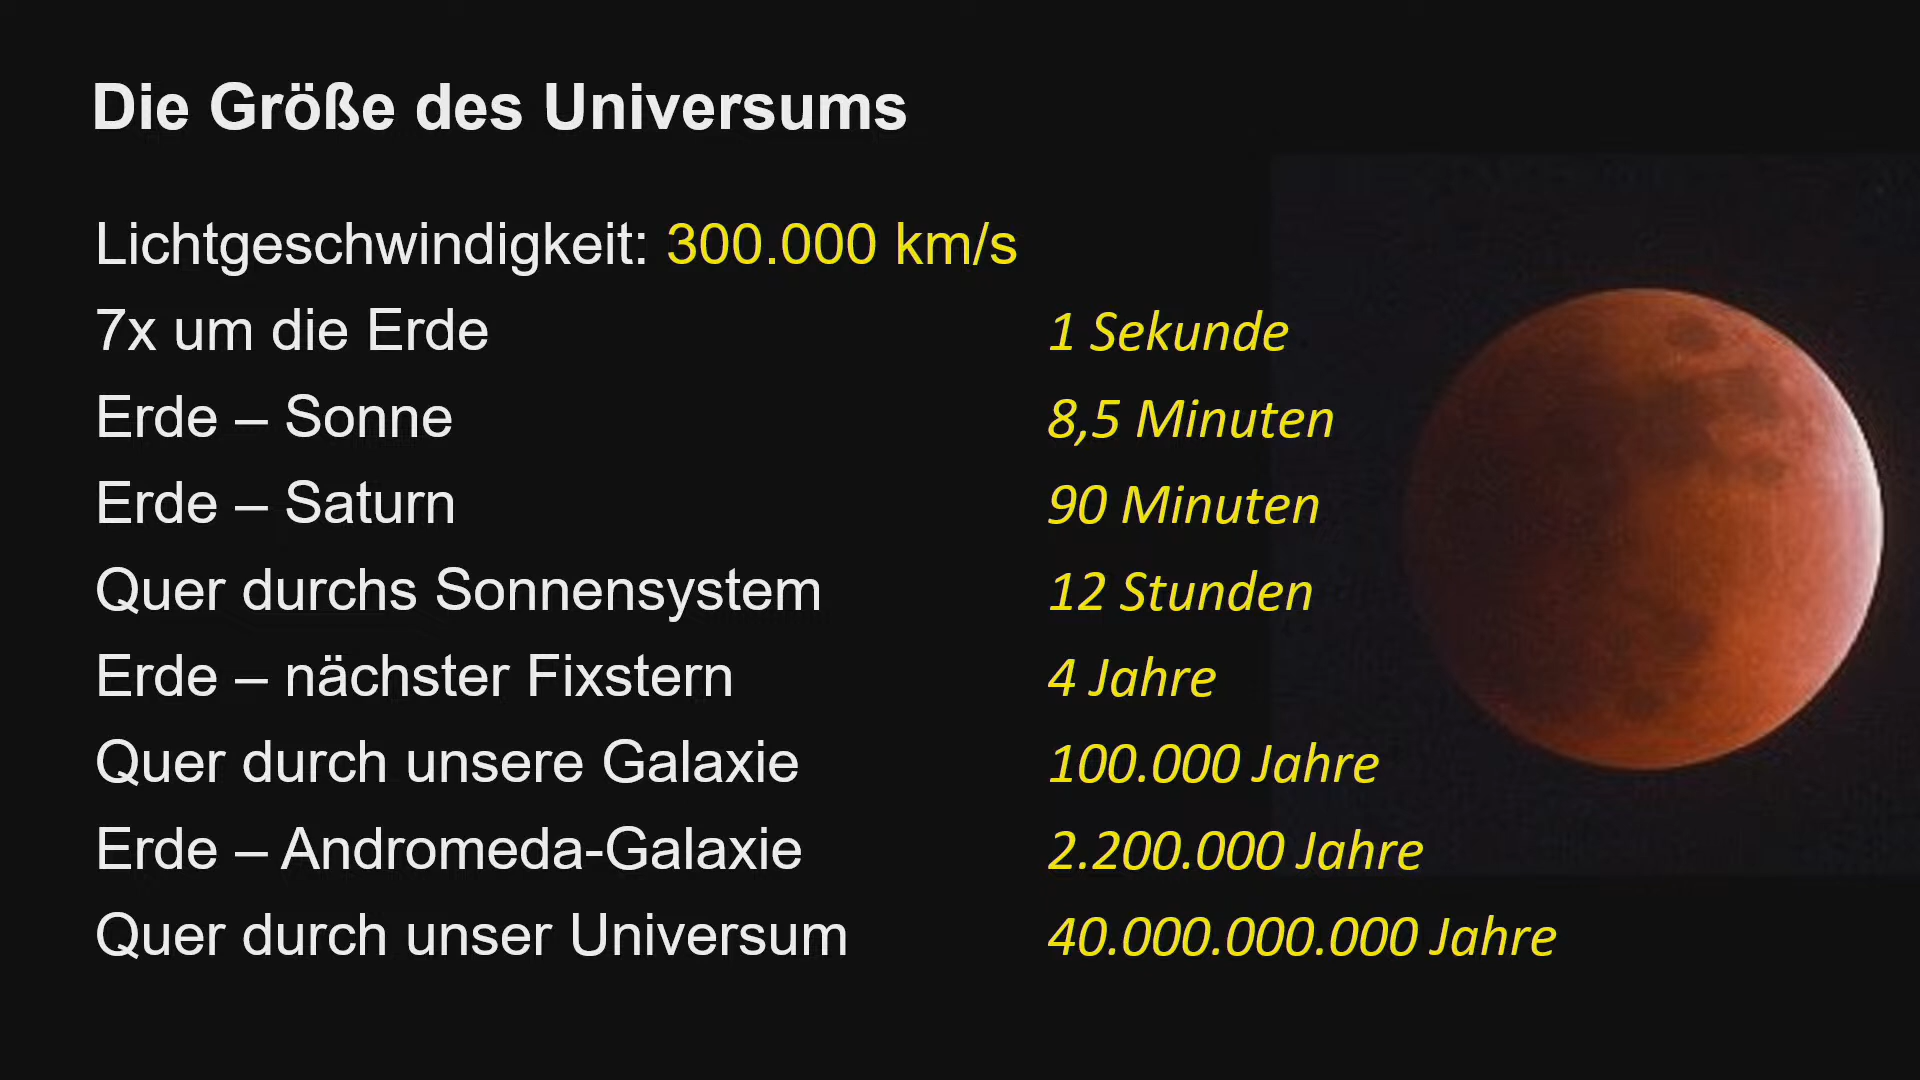 Die Größe des Universums
Lichtgeschwindigkeit: 300.000 km/s
7x um die Erde 1 Sekunde
Erde – Sonne 8,5 Minuten
Erde – Saturn 90 Minuten
Quer durchs Sonnensystem 12 Stunden
Erde – nächster Fixstern 4 Jahre
Quer durch unsere Galaxie 100.000 Jahre
Erde – Andromeda-Galaxie 2.200.000 Jahre
Quer durch unser Universum 40.000.000.000 Jahre